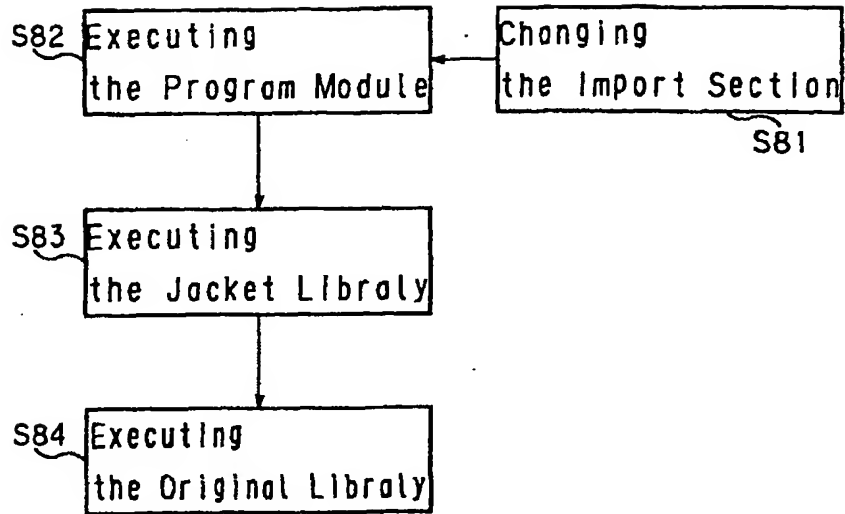 S82 Executing
the Program Module
Changing
the Import Section
S81
S83 Executing
the Jacket Libraly
S84 Executing
the Original Libraly